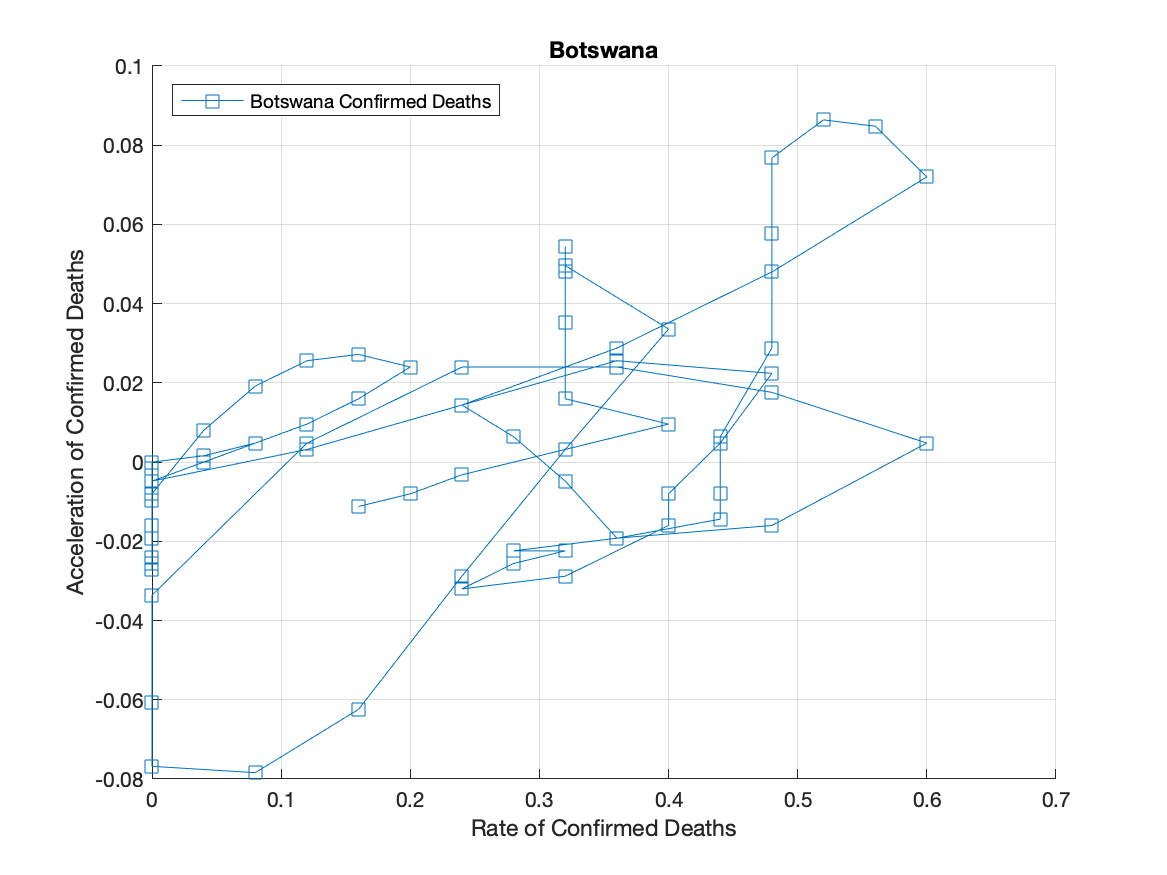 Botswana
Botswana Confirmed Deaths
0.1
0.08
0.06
0.04
0.02
0
-0.02
-0.04
-0.06
-0.08
Acceleration of Confirmed Deaths
0 0.1 0.2 0.3 0.4 0.5 0.6 0.7
Rate of Confirmed Deaths